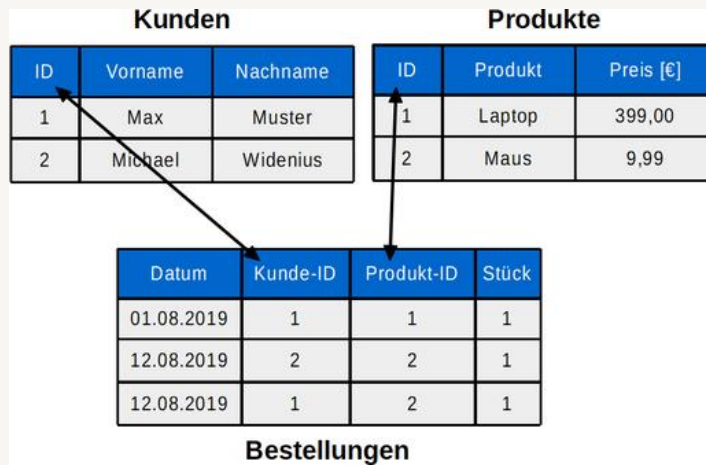 Kunden
ID Vorname Nachname
1 Max Muster
2 Michael Widenius
Produkte
ID Produkt Preis [€]
1 Laptop 399,00
2 Maus 9,99
Datum Kunde-ID Produkt-ID Stück
01.08.2019 1 1 1
12.08.2019 2 2 1
12.08.2019 1 2 1
Bestellungen